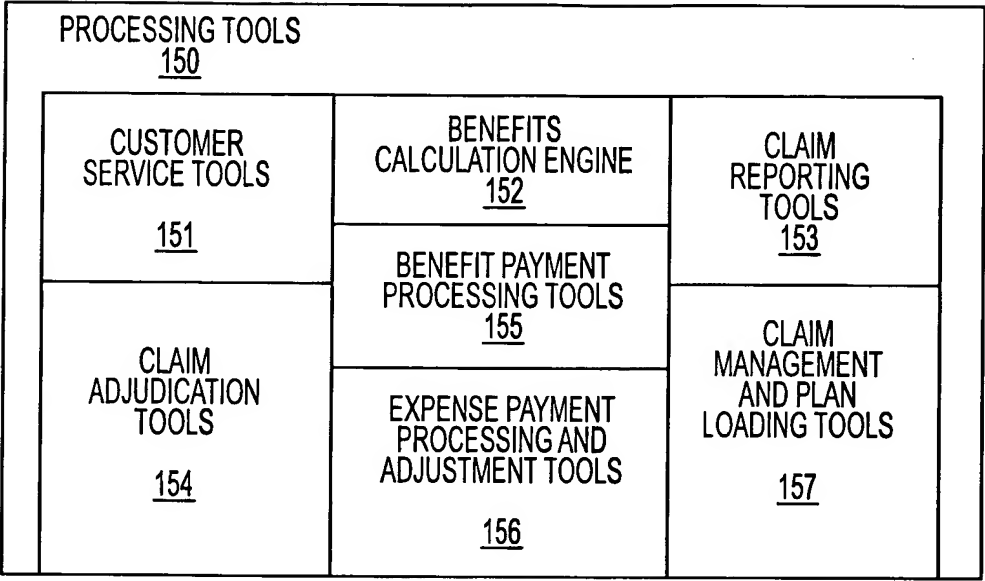 PROCESSING TOOLS
150
CUSTOMER
SERVICE TOOLS
151
BENEFITS
CALCULATION ENGINE
152
CLAIM
REPORTING
TOOLS
153
CLAIM
ADJUDICATION
TOOLS
154
BENEFIT PAYMENT
PROCESSING TOOLS
155
EXPENSE PAYMENT
PROCESSING AND
ADJUSTMENT TOOLS
156
CLAIM
MANAGEMENT
AND PLAN
LOADING TOOLS
157